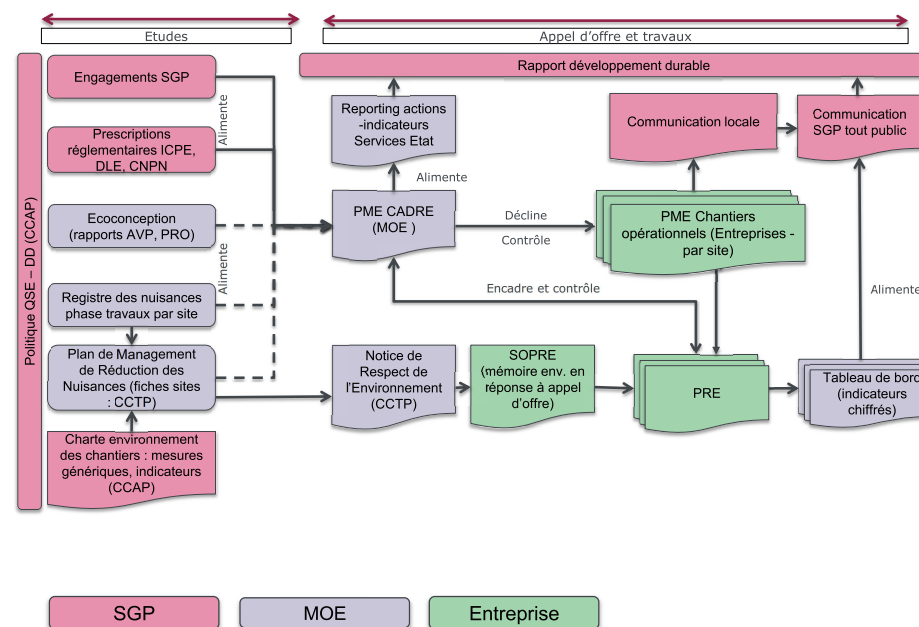 Etudes
Appel d'offre et travaux
Politique QSE – DD (CCAP)
Engagements SGP
Alimente
Prescriptions
réglementaires ICPE,
DLE, CNPN
Ecoconception
(rapports AVP, PRO)
Alimente
Registre des nuisances
phase travaux par site
Plan de Management
de Réduction des
Nuisances (fiches sites
: CCTP)
Charte environnement
des chantiers : mesures
génériques, indicateurs
(CCAP)
Rapport développement durable
Reporting actions
-indicateurs
Services Etat
Communication locale
Communication
SGP tout public
Alimente
PME CADRE
(MOE )
Décline
Contrôle
PME Chantiers
opérationnels (Entreprises -
par site)
Encadre et contrôle
Alimente
Notice de
Respect de
l'Environnement
(CCTP)
SOPRE
(mémoire env. en
réponse à appel
d'offre)
PRE
Tableau de bord
(indicateurs
chiffrés)
SGP
MOE
Entreprise